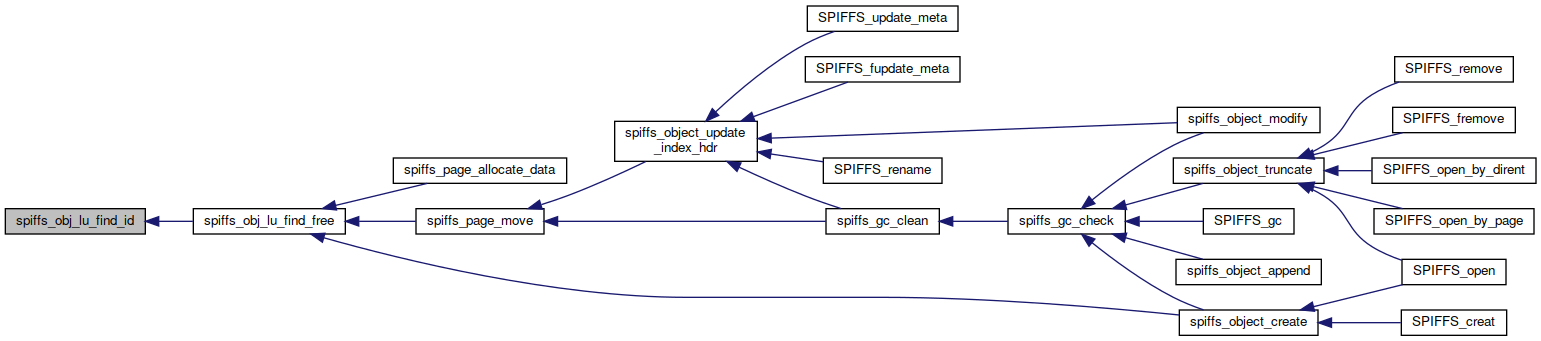 spiffs_obj_lu_find_id
spiffs_obj_lu_find_free
spiffs_page_allocate_data
spiffs_page_move
spiffs_object_update
_index_hdr
SPIFFS_update_meta
SPIFFS_fupdate_meta
SPIFFS_rename
spiffs_gc_clean
spiffs_gc_check
spiffs_object_modify
spiffs_object_truncate
SPIFFS_gc
spiffs_object_append
spiffs_object_create
SPIFFS_remove
SPIFFS_fremove
SPIFFS_open_by_dirent
SPIFFS_open_by_page
SPIFFS_open
SPIFFS_creat